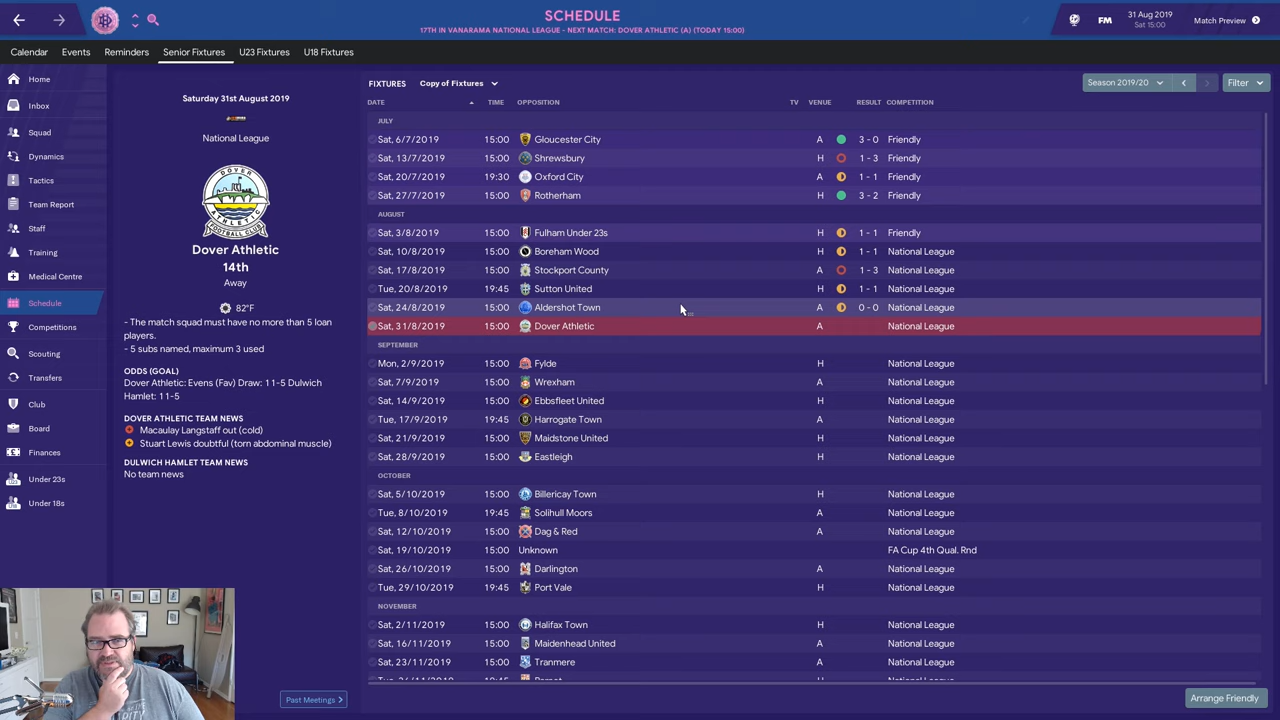 SCHEDULE
17TH IN VANARAMA NATIONAL LEAGUE - NEXT MATCH: DOVER ATHLETIC (A) (TODAY 15:00)
FM
31 Aug 2019
Sat 15:00
Match Preview
Calendar Events Reminders Senior Fixtures U23 Fixtures U18 Fixtures
Home
Inbox
Squad
Dynamics
Tactics
Team Report
Staff
Training
Medical Centre
Schedule
Competitions
Scouting
Transfers
Club
Board
Finances
Under 23s
Under 18s
Saturday 31st August 2019
National League
DOVER
ATHLETIC
FOOTBALL CLUB
Dover Athletic
14th
Away
82°F
- The match squad must have no more than 5 loan
players.
- 5 subs named, maximum 3 used
ODDS (GOAL)
Dover Athletic: Evens (Fav) Draw: 11-5 Dulwich
Hamlet: 11-5
DOVER ATHLETIC TEAM NEWS
Macaulay Langstaff out (cold)
Stuart Lewis doubtful (torn abdominal muscle)
DULWICH HAMLET TEAM NEWS
No team news
Past Meetings
FIXTURES Copy of Fixtures Season 2019/20 Filter
DATE TIME OPPOSITION TV VENUE RESULT COMPETITION
JULY
Sat, 6/7/2019 15:00 Gloucester City A 3 - 0 Friendly
Sat, 13/7/2019 15:00 Shrewsbury H 1 - 3 Friendly
Sat, 20/7/2019 19:30 Oxford City A 1 - 1 Friendly
Sat, 27/7/2019 15:00 Rotherham H 3 - 2 Friendly
AUGUST
Sat, 3/8/2019 15:00 Fulham Under 23s H 1 - 1 Friendly
Sat, 10/8/2019 15:00 Boreham Wood H 1 - 1 National League
Sat, 17/8/2019 15:00 Stockport County A 1 - 3 National League
Tue, 20/8/2019 19:45 Sutton United H 1 - 1 National League
Sat, 24/8/2019 15:00 Aldershot Town A 0 - 0 National League
Sat, 31/8/2019 15:00 Dover Athletic A National League
SEPTEMBER
Mon, 2/9/2019 15:00 Fylde H National League
Sat, 7/9/2019 15:00 Wrexham A National League
Sat, 14/9/2019 15:00 Ebbsfleet United H National League
Tue, 17/9/2019 19:45 Harrogate Town A National League
Sat, 21/9/2019 15:00 Maidstone United H National League
Sat, 28/9/2019 15:00 Eastleigh H National League
OCTOBER
Sat, 5/10/2019 15:00 Billericay Town H National League
Tue, 8/10/2019 19:45 Solihull Moors A National League
Sat, 12/10/2019 15:00 Dag & Red A National League
Sat, 19/10/2019 15:00 Unknown FA Cup 4th Qual. Rnd
Sat, 26/10/2019 15:00 Darlington A National League
Tue, 29/10/2019 19:45 Port Vale H National League
NOVEMBER
Sat, 2/11/2019 15:00 Halifax Town H National League
Sat, 16/11/2019 15:00 Maidenhead United A National League
Sat, 23/11/2019 15:00 Tranmere A National League
Arrange Friendly